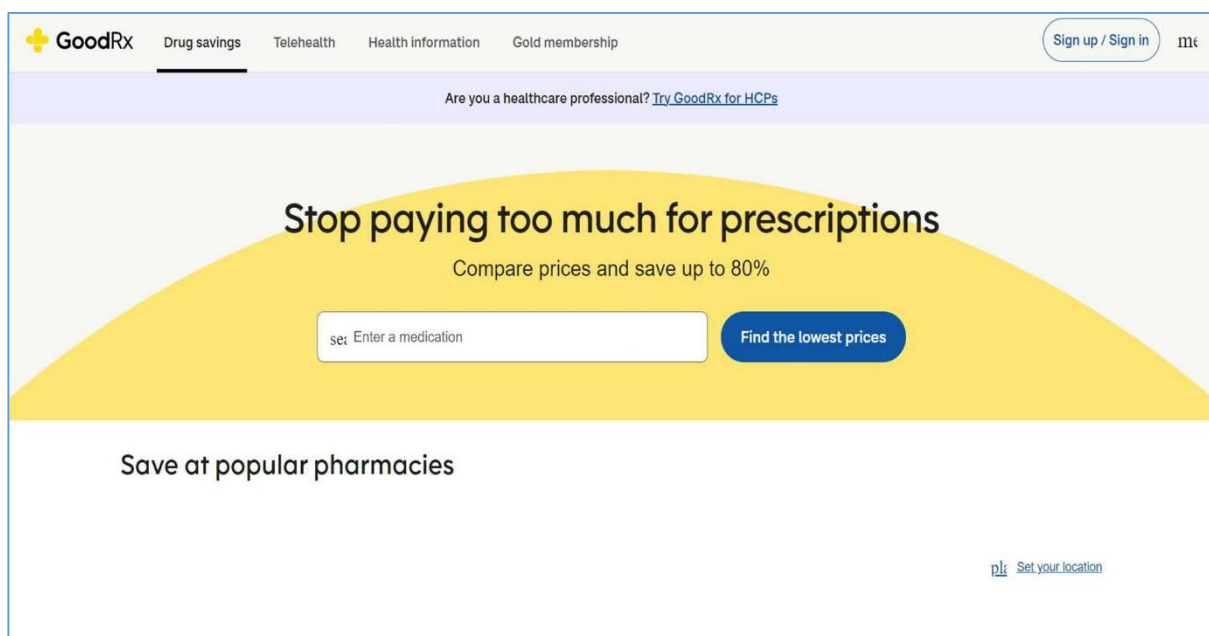 GoodRx Drug savings Telehealth Health information Gold membership Sign up / Sign in me
Are you a healthcare professional? Try GoodRx for HCPs
Stop paying too much for prescriptions
Compare prices and save up to 80%
Enter a medication Find the lowest prices
Save at popular pharmacies
Set your location